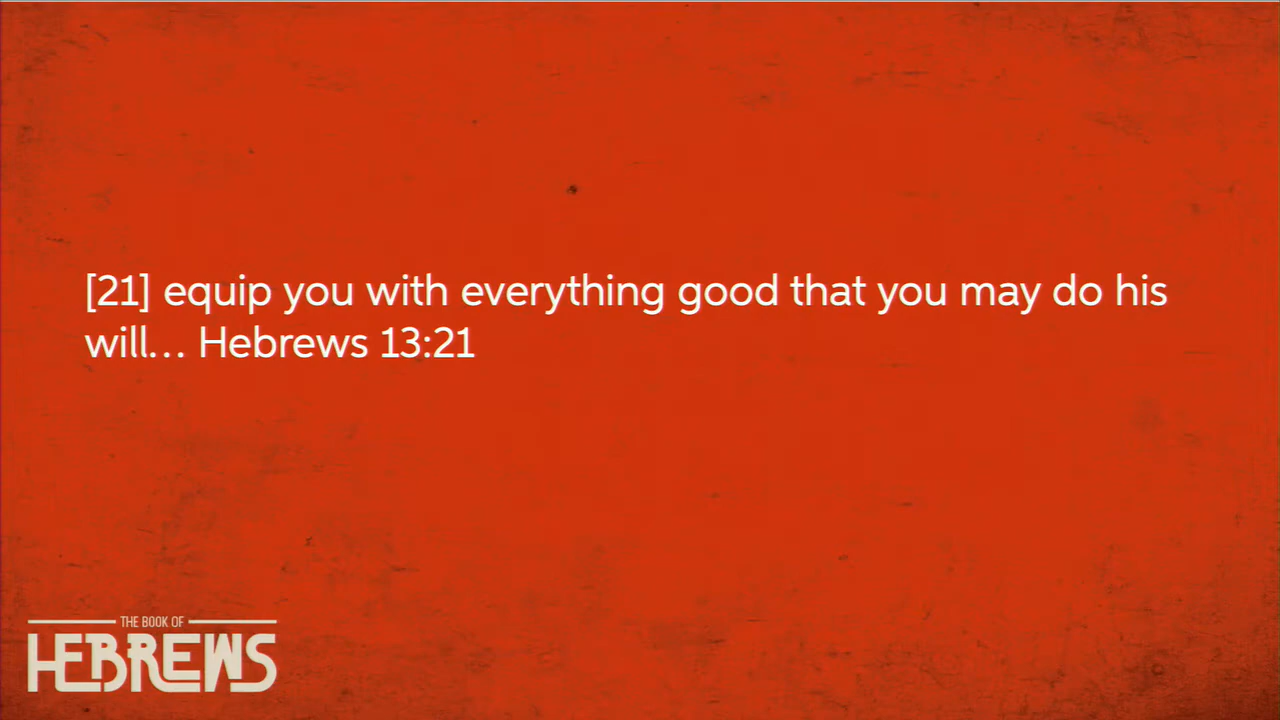 [21] equip you with everything good that you may do his
will... Hebrews 13:21
THE BOOK OF
HEBREWS